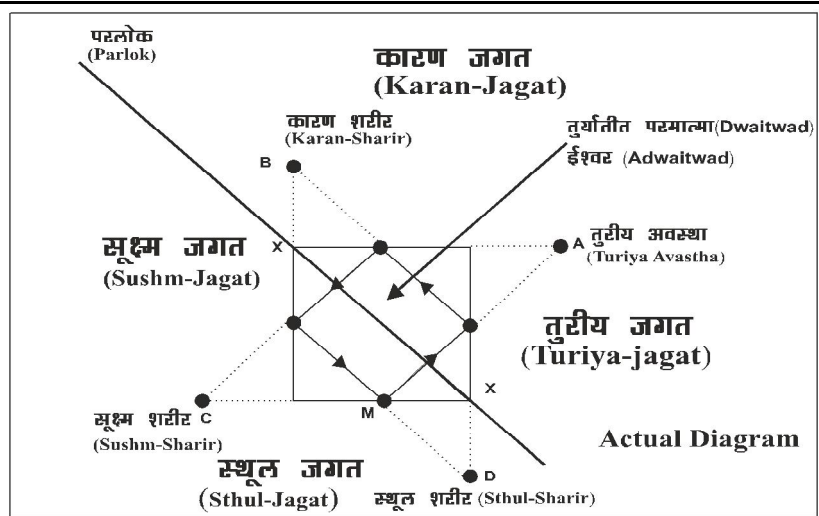 परलोक
(Parlok)
कारण जगत
(Karan-Jagat)
कारण शरीर
(Karan-Sharir)
B
तुर्यातीत परमात्मा(Dwaitwad)
ईश्वर (Adwaitwad)
सूक्ष्म जगत
(Sushm-Jagat)
X
A
तुरीय अवस्था
(Turiya Avastha)
तुरीय जगत
(Turiya-jagat)
X
सूक्ष्म शरीर C
(Sushm-Sharir)
M
Actual Diagram
स्थूल जगत
(Sthul-Jagat)
D
स्थूल शरीर (Sthul-Sharir)